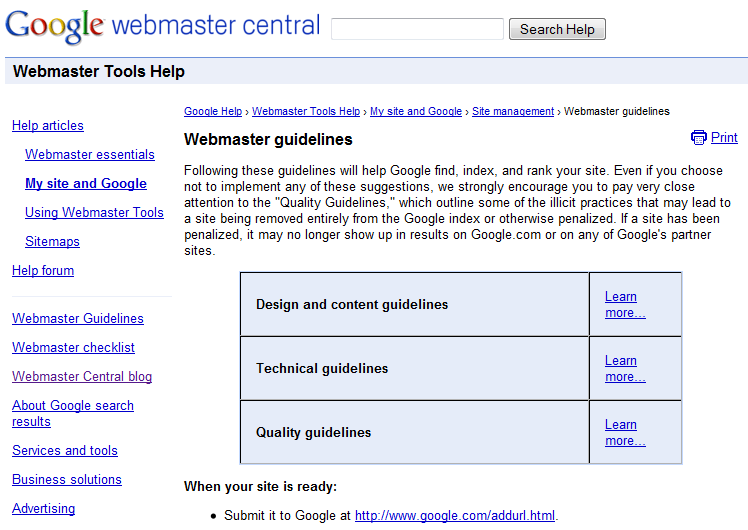 Google webmaster central
Search Help
Webmaster Tools Help
Help articles
Webmaster essentials
My site and Google
Using Webmaster Tools
Sitemaps
Help forum
Webmaster Guidelines
Webmaster checklist
Webmaster Central blog
About Google search
results
Services and tools
Business solutions
Advertising
Google Help › Webmaster Tools Help › My site and Google › Site management › Webmaster guidelines
Webmaster guidelines
Print
Following these guidelines will help Google find, index, and rank your site. Even if you choose
not to implement any of these suggestions, we strongly encourage you to pay very close
attention to the "Quality Guidelines," which outline some of the illicit practices that may lead to
a site being removed entirely from the Google index or otherwise penalized. If a site has been
penalized, it may no longer show up in results on Google.com or on any of Google's partner
sites.
Design and content guidelines
Learn
more...
Technical guidelines
Learn
more...
Quality guidelines
Learn
more...
When your site is ready:
• Submit it to Google at http://www.google.com/addurl.html.